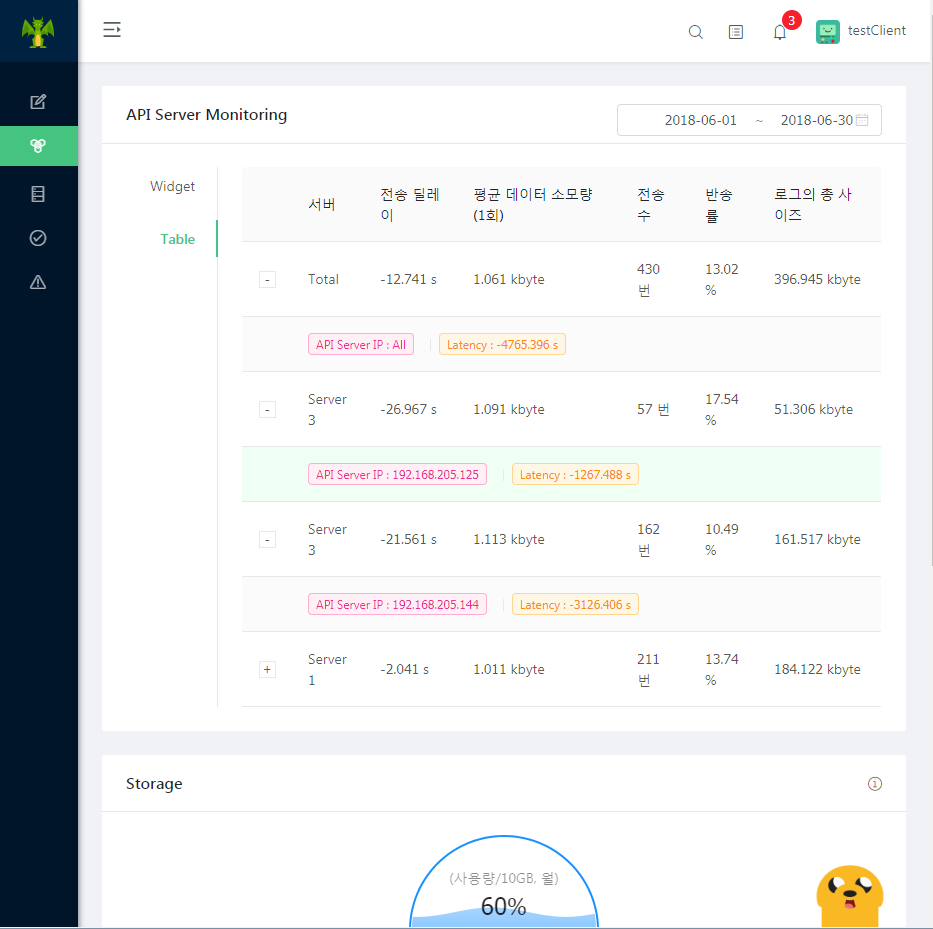 3
testClient
API Server Monitoring
2018-06-01 ~ 2018-06-30
Widget
Table
서버
전송 딜레
이
평균 데이터 소모량
(1회)
전송
수
반송
률
로그의 총 사
이즈
- Total -12.741 s 1.061 kbyte 430
번
13.02
%
396.945 kbyte
API Server IP : All
Latency : -4765.396 s
- Server
3
-26.967 s 1.091 kbyte 57 번 17.54
%
51.306 kbyte
API Server IP : 192.168.205.125
Latency : -1267.488 s
- Server
3
-21.561 s 1.113 kbyte 162
번
10.49
%
161.517 kbyte
API Server IP : 192.168.205.144
Latency : -3126.406 s
+ Server
1
-2.041 s 1.011 kbyte 211
번
13.74
%
184.122 kbyte
Storage
(사용량/10GB, 월)
60%